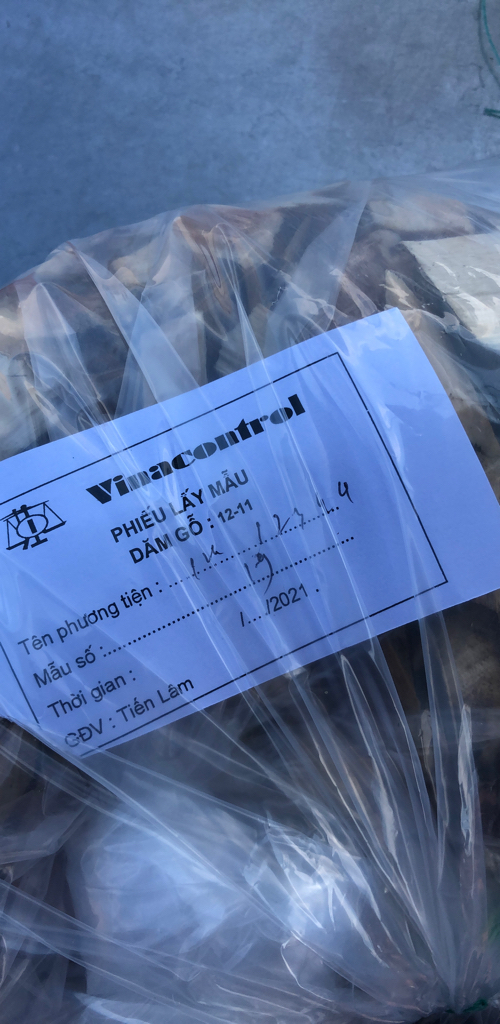 Vinacontrol
PHIẾU LẤY MẪU
DĂM GỖ : 12-11
Tên phương tiện :
Mẫu số : 19
Thời gian : /.../2021 .
GĐV : Tiến Lâm